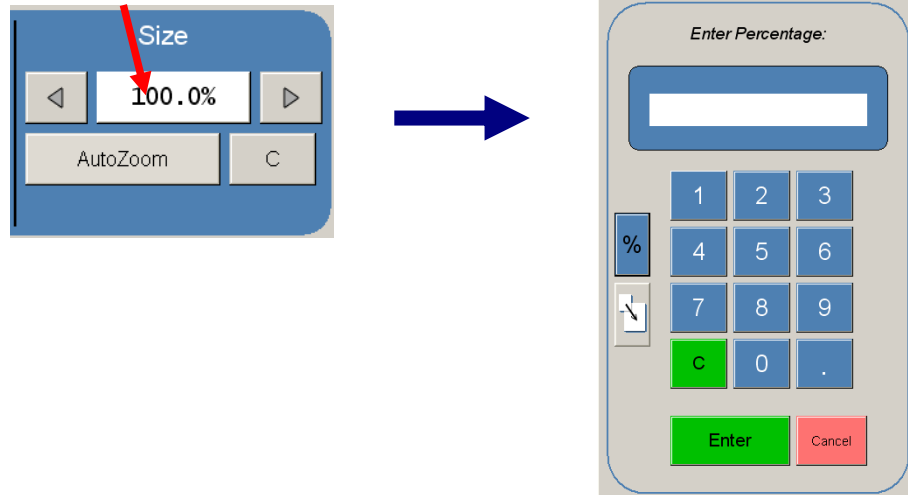 Size
100.0%
AutoZoom C
Enter Percentage:
1 2 3
%
4 5 6
7 8 9
C 0 .
Enter Cancel